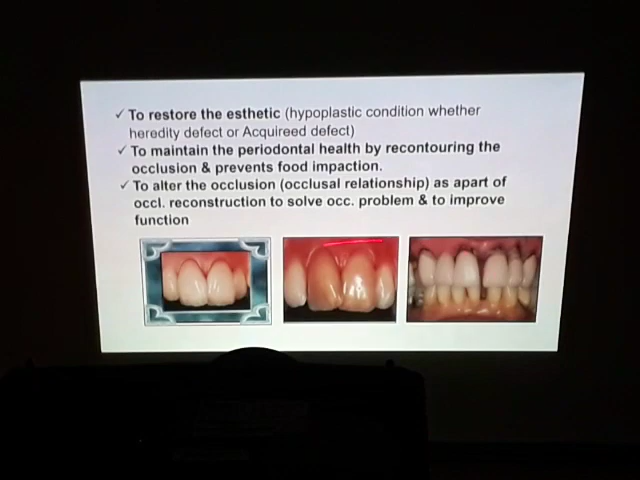 ✓ To restore the esthetic (hypoplastic condition whether
heredity defect or Acquireed defect)
✓ To maintain the periodontal health by recontouring the
occlusion & prevents food impaction.
✓ To alter the occlusion (occlusal relationship) as apart of
occl. reconstruction to solve occ. problem & to improve
function